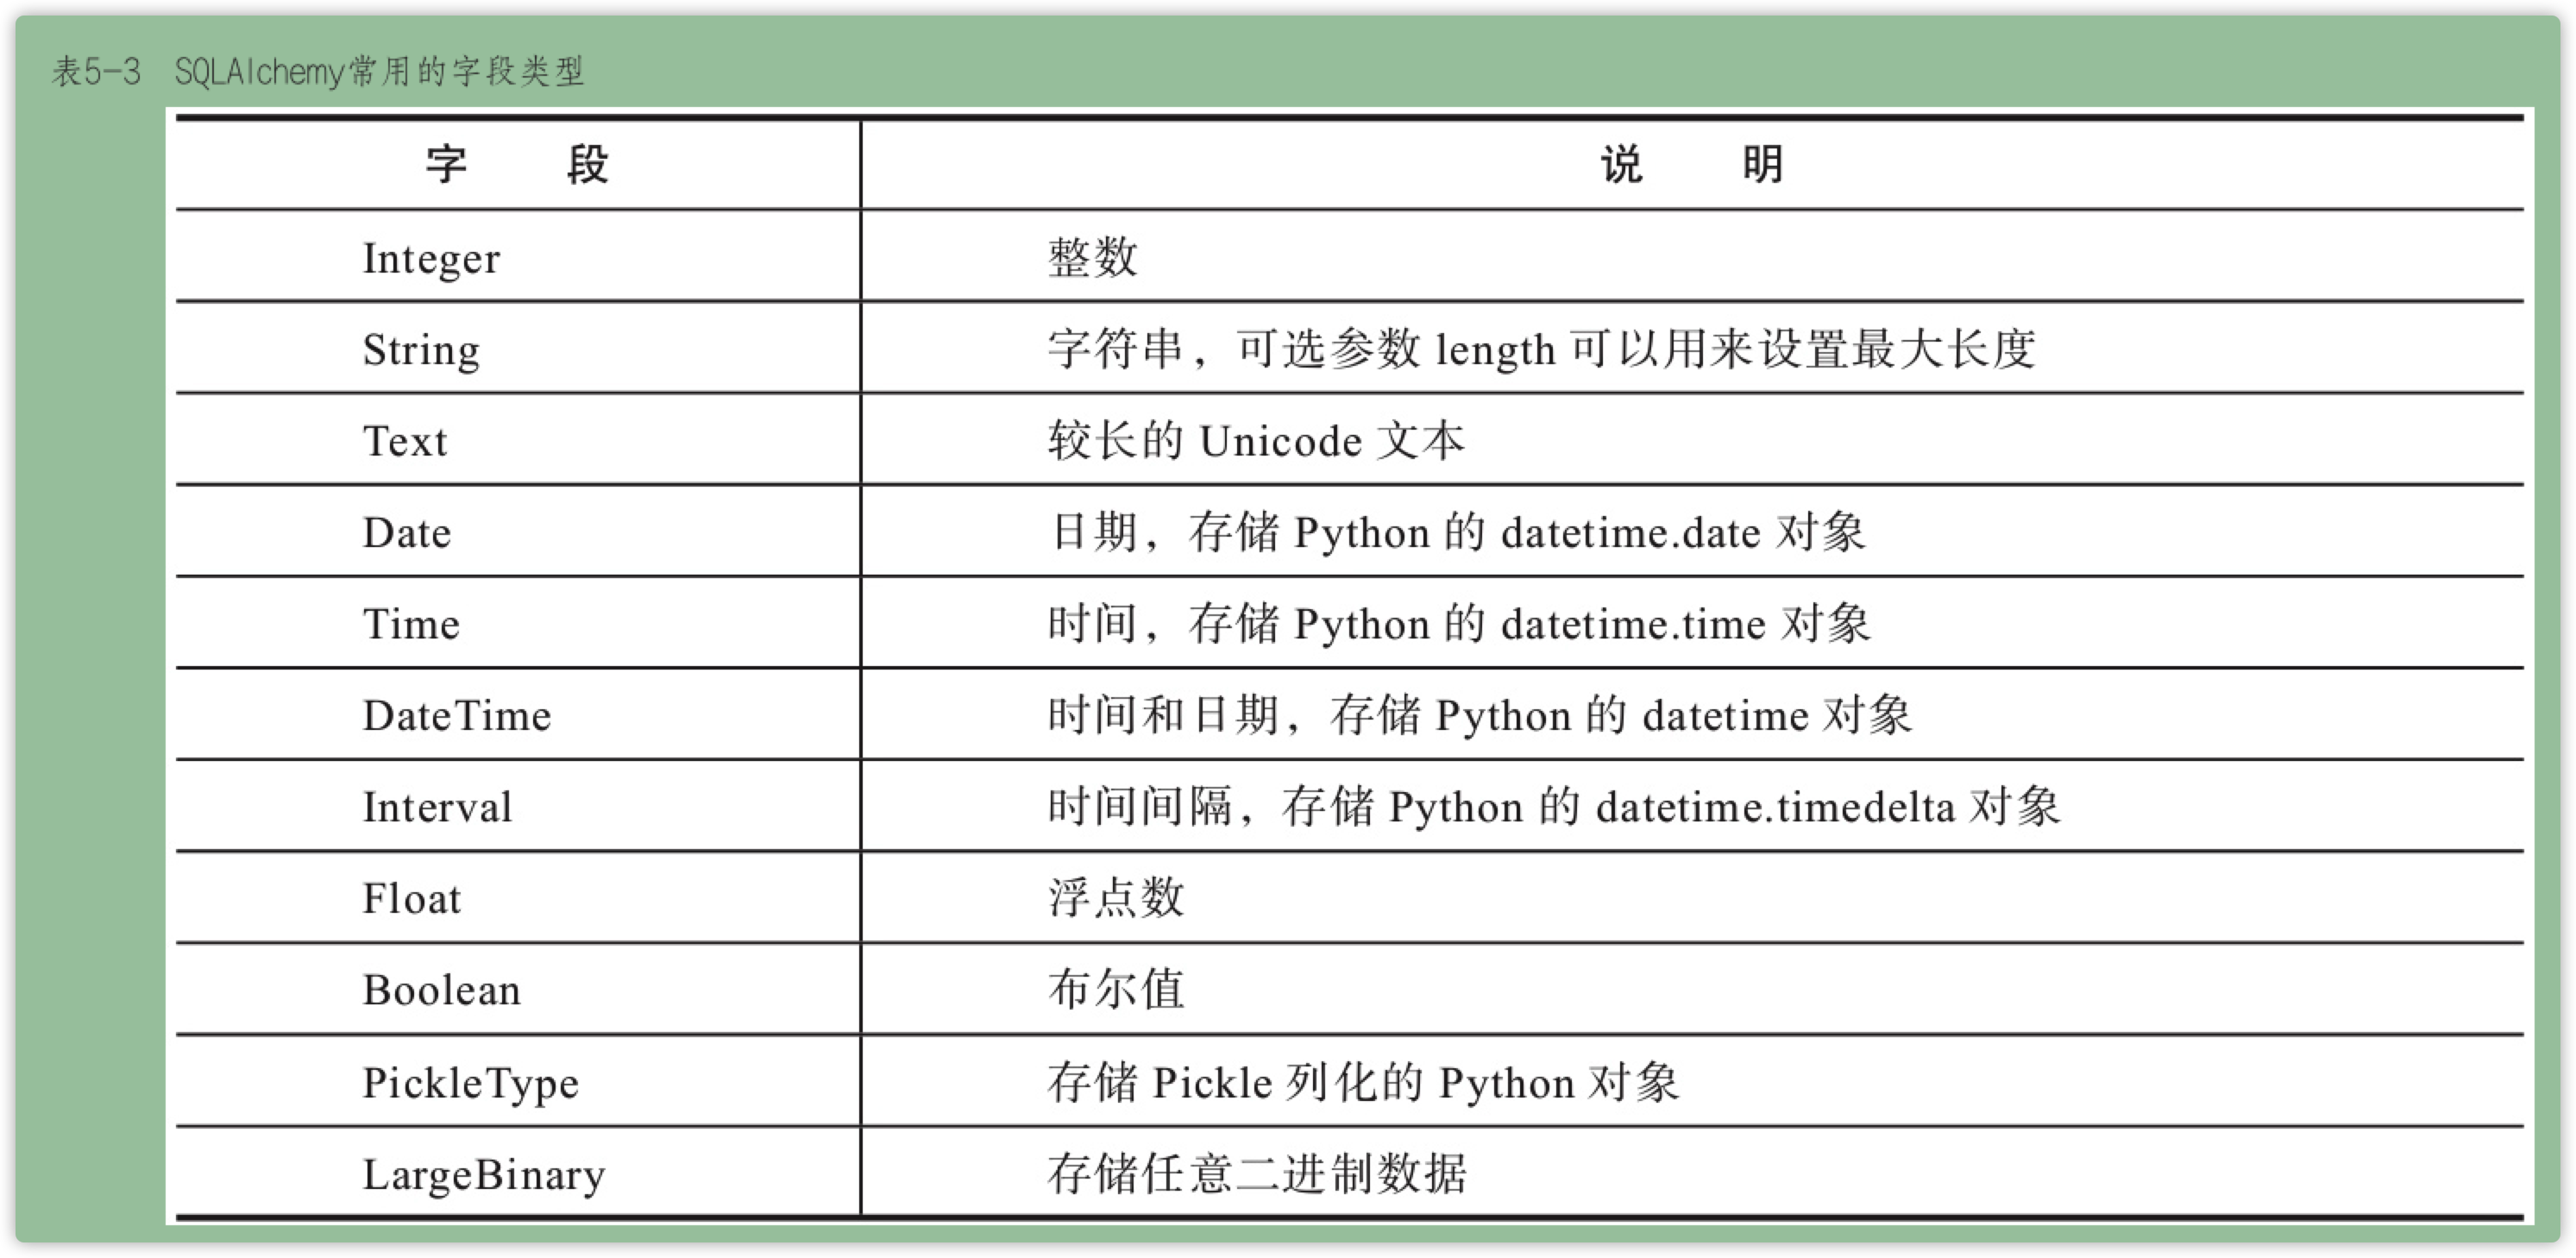 表5-3 SQLAlchemy常用的字段类型
字 段 说 明
Integer 整数
String 字符串，可选参数 length 可以用来设置最大长度
Text 较长的 Unicode 文本
Date 日期，存储 Python 的 datetime.date 对象
Time 时间，存储 Python 的 datetime.time 对象
DateTime 时间和日期，存储 Python 的 datetime 对象
Interval 时间间隔，存储 Python 的 datetime.timedelta 对象
Float 浮点数
Boolean 布尔值
PickleType 存储 Pickle 列化的 Python 对象
LargeBinary 存储任意二进制数据